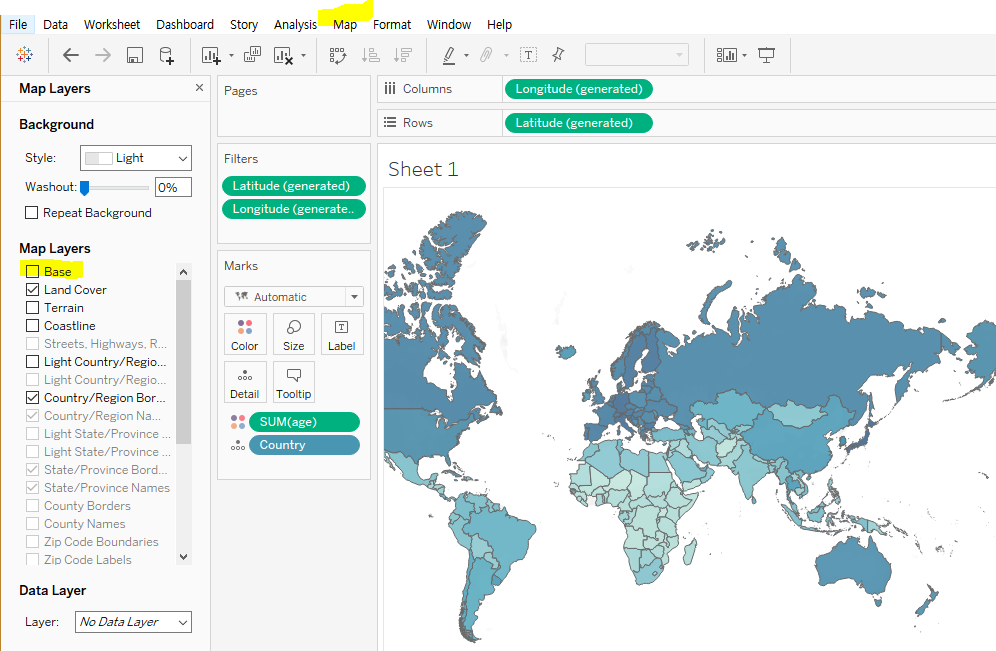 File Data Worksheet Dashboard Story Analysis Map Format Window Help
Map Layers
Background
Style: Light
Washout: 0%
Repeat Background
Map Layers
Base
Land Cover
Terrain
Coastline
Streets, Highways, R...
Light Country/Regio...
Light Country/Regio...
Country/Region Bor...
Country/Region Na...
Light State/Province ...
Light State/Province ...
State/Province Bord...
State/Province Names
County Borders
County Names
Zip Code Boundaries
Zip Code Labels
Data Layer
Layer: No Data Layer
Pages
Filters
Latitude (generated)
Longitude (generate..
Marks
Automatic
Color Size Label
Detail Tooltip
SUM(age)
Country
Columns Longitude (generated)
Rows Latitude (generated)
Sheet 1